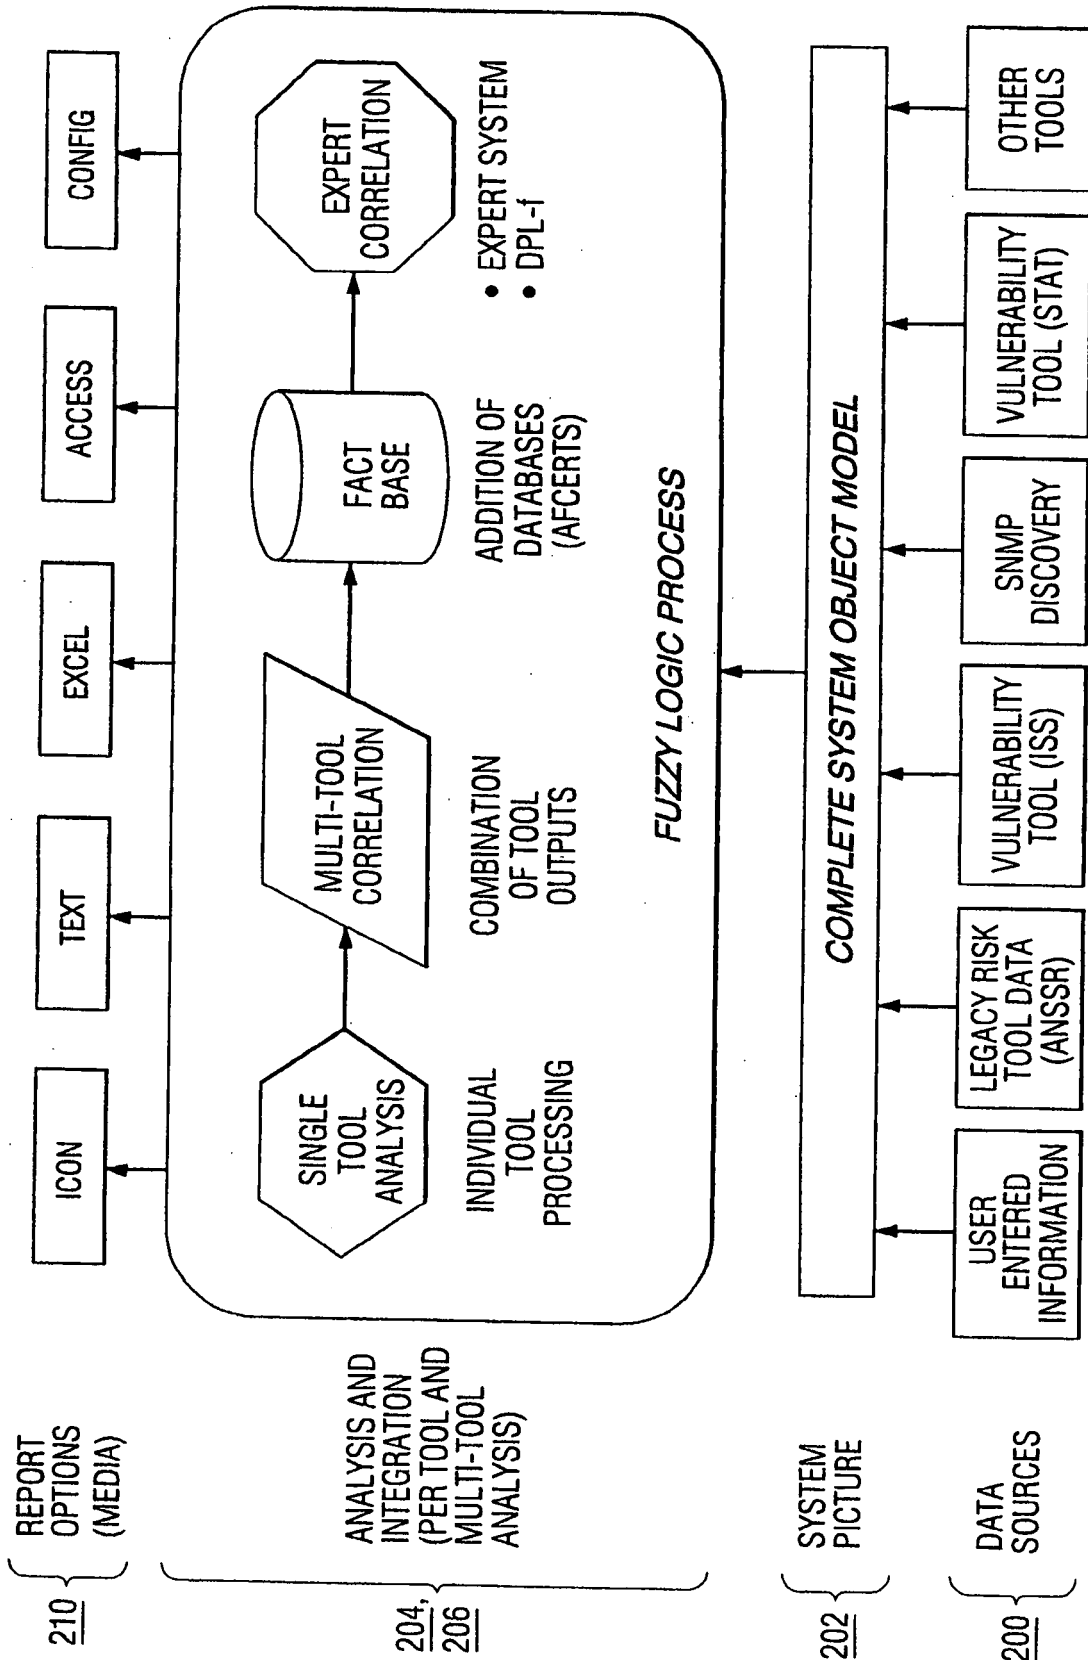 210
REPORT
OPTIONS
(MEDIA)
ICON
TEXT
EXCEL
ACCESS
CONFIG
204,
206
ANALYSIS AND
INTEGRATION
(PER TOOL AND
MULTI-TOOL
ANALYSIS)
SINGLE
TOOL
ANALYSIS
INDIVIDUAL
TOOL
PROCESSING
MULTI-TOOL
CORRELATION
COMBINATION
OF TOOL
OUTPUTS
FACT
BASE
ADDITION OF
DATABASES
(AFCERTS)
EXPERT
CORRELATION
• EXPERT SYSTEM
• DPL-f
FUZZY LOGIC PROCESS
202
SYSTEM
PICTURE
COMPLETE SYSTEM OBJECT MODEL
200
DATA
SOURCES
USER
ENTERED
INFORMATION
LEGACY RISK
TOOL DATA
(ANSSR)
VULNERABILITY
TOOL (ISS)
SNMP
DISCOVERY
VULNERABILITY
TOOL (STAT)
OTHER
TOOLS